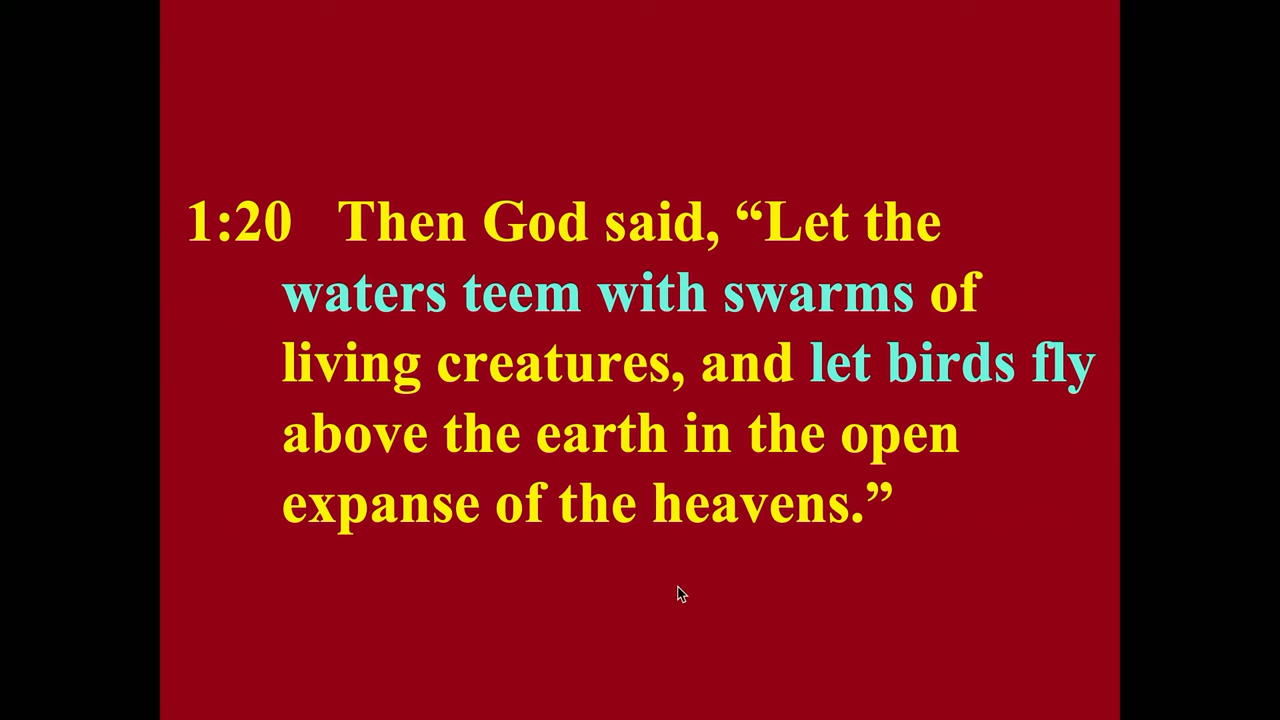 1:20 Then God said, “Let the
waters teem with swarms of
living creatures, and let birds fly
above the earth in the open
expanse of the heavens.”